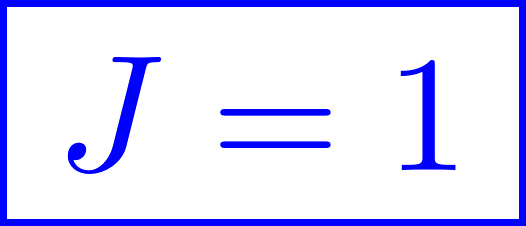 J = 1